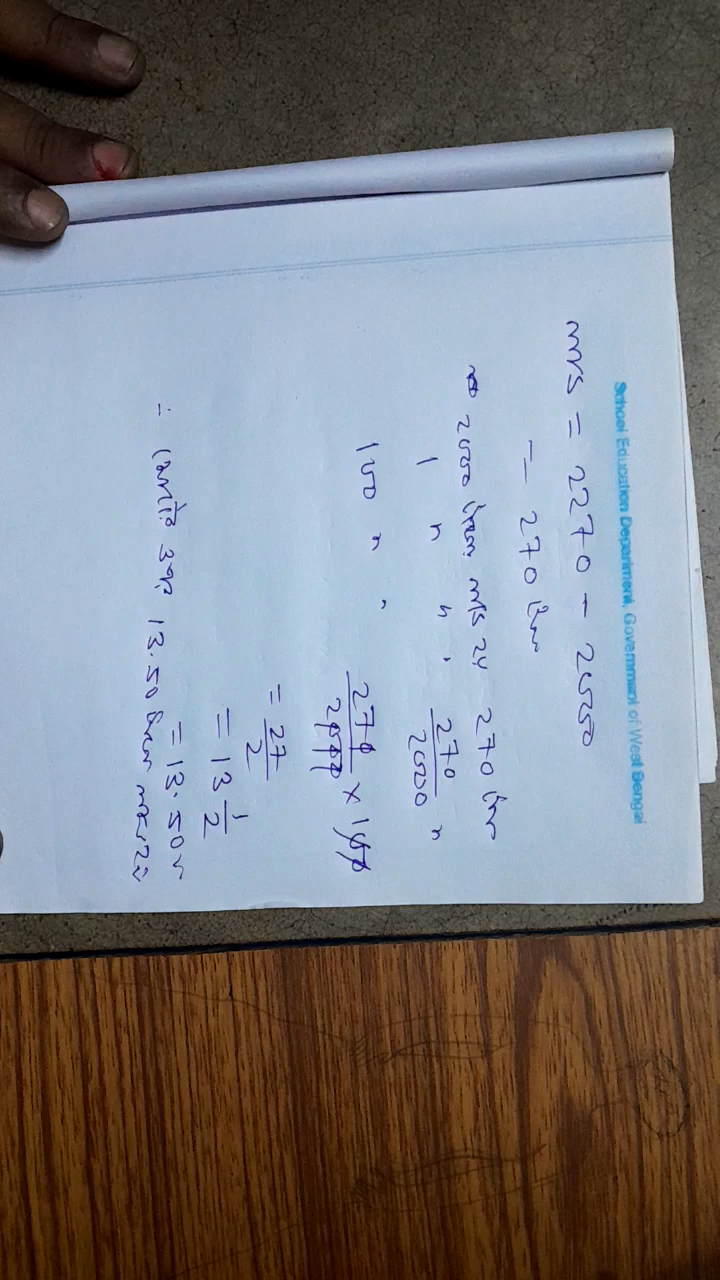 School Education Department, Government of West Bengal
লাভ = 2270 - 2000
= 270 টাকা
2000 টাকায় লাভ হয় 270 টাকা
1 " " , 270/2000 "
100 " , 270/2000 × 100
= 27/2
= 13 1/2
= 13.50
∴ 13.50 টাকা লাভ হয়